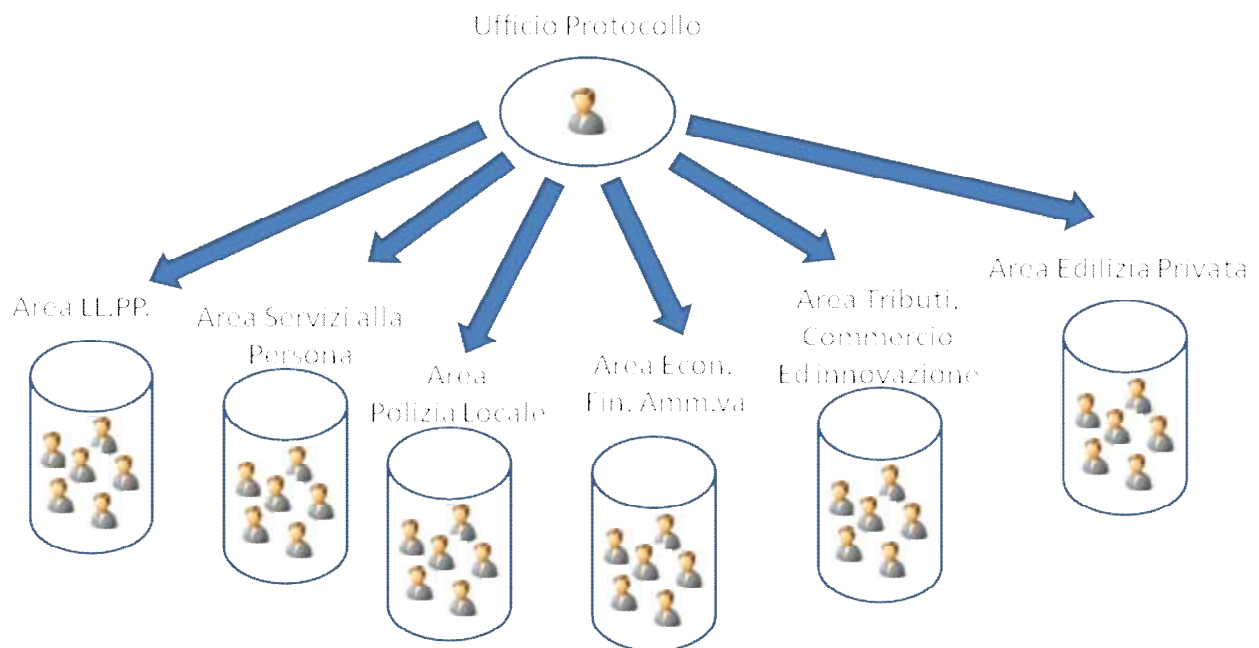 Ufficio Protocollo
Area LL.PP.
Area Servizi alla
Persona
Area
Polizia Locale
Area Econ.
Fin. Amm.va
Area Tributi,
Commercio
Ed innovazione
Area Edilizia Privata